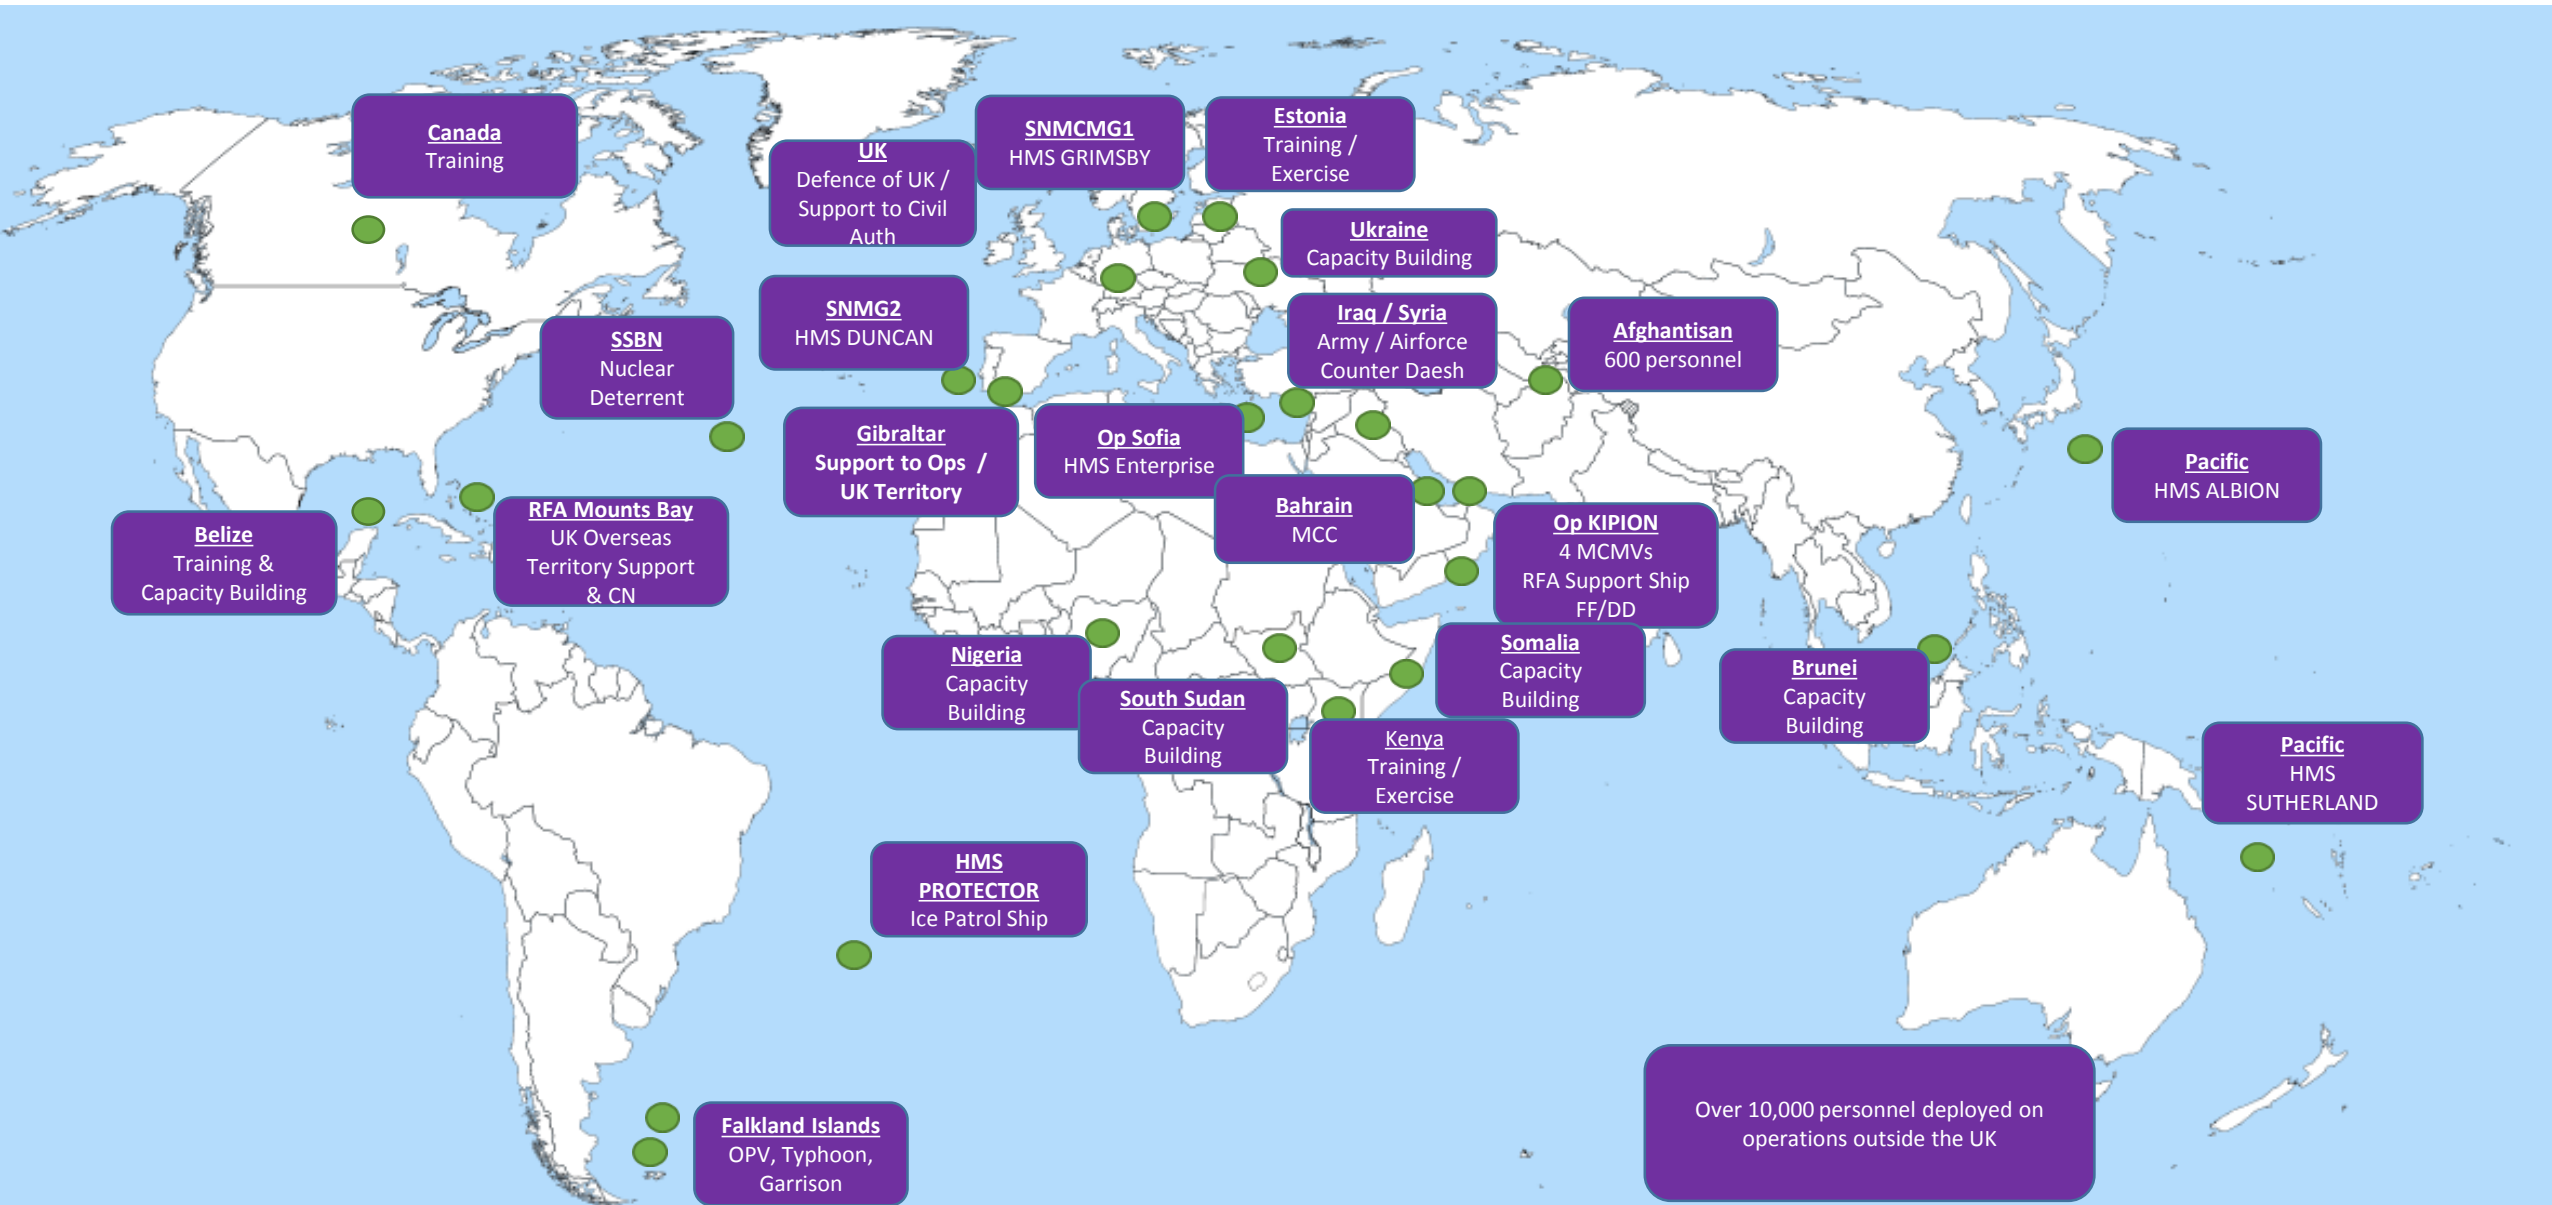 Canada
Training
UK
Defence of UK /
Support to Civil
Auth
SNMCMG1
HMS GRIMSBY
Estonia
Training /
Exercise
Ukraine
Capacity Building
SSBN
Nuclear
Deterrent
SNMG2
HMS DUNCAN
Iraq / Syria
Army / Airforce
Counter Daesh
Afghantisan
600 personnel
Gibraltar
Support to Ops /
UK Territory
Op Sofia
HMS Enterprise
Bahrain
MCC
Pacific
HMS ALBION
Belize
Training &
Capacity Building
RFA Mounts Bay
UK Overseas
Territory Support
& CN
Op KIPION
4 MCMVs
RFA Support Ship
FF/DD
Nigeria
Capacity
Building
South Sudan
Capacity
Building
Somalia
Capacity
Building
Kenya
Training /
Exercise
Brunei
Capacity
Building
Pacific
HMS
SUTHERLAND
HMS
PROTECTOR
Ice Patrol Ship
Falkland Islands
OPV, Typhoon,
Garrison
Over 10,000 personnel deployed on
operations outside the UK